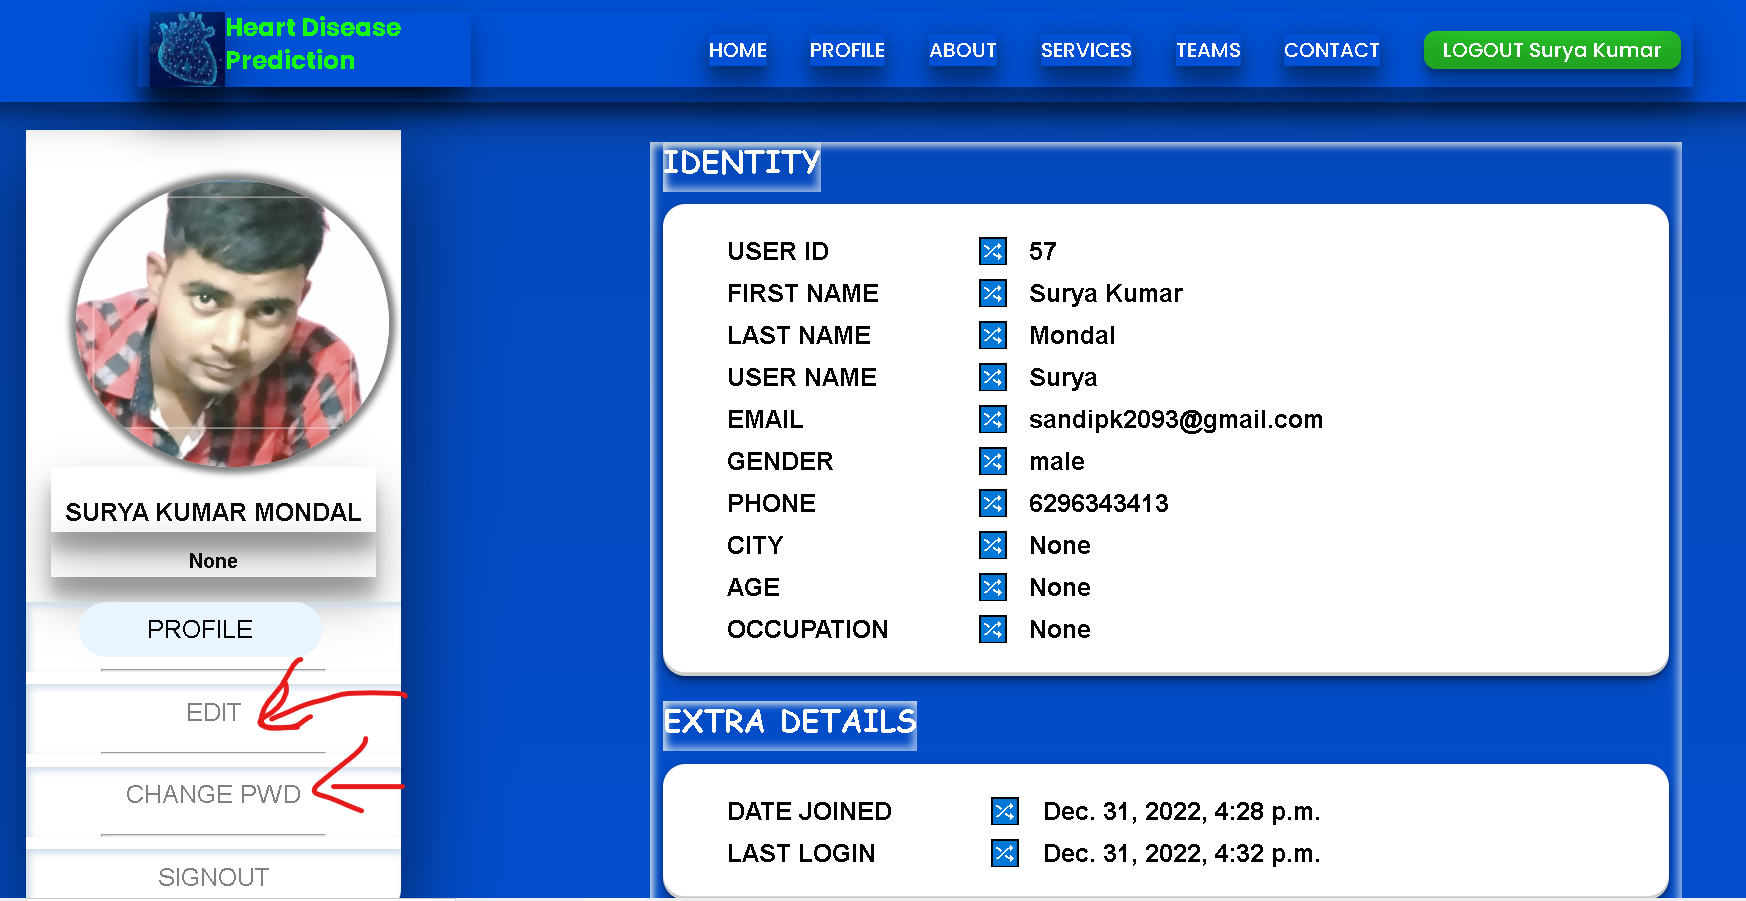 Heart Disease
Prediction
HOME PROFILE ABOUT SERVICES TEAMS CONTACT LOGOUT Surya Kumar
SURYA KUMAR MONDAL
None
PROFILE
EDIT
CHANGE PWD
SIGNOUT
IDENTITY
USER ID 57
FIRST NAME Surya Kumar
LAST NAME Mondal
USER NAME Surya
EMAIL sandipk2093@gmail.com
GENDER male
PHONE 6296343413
CITY None
AGE None
OCCUPATION None
EXTRA DETAILS
DATE JOINED Dec. 31, 2022, 4:28 p.m.
LAST LOGIN Dec. 31, 2022, 4:32 p.m.